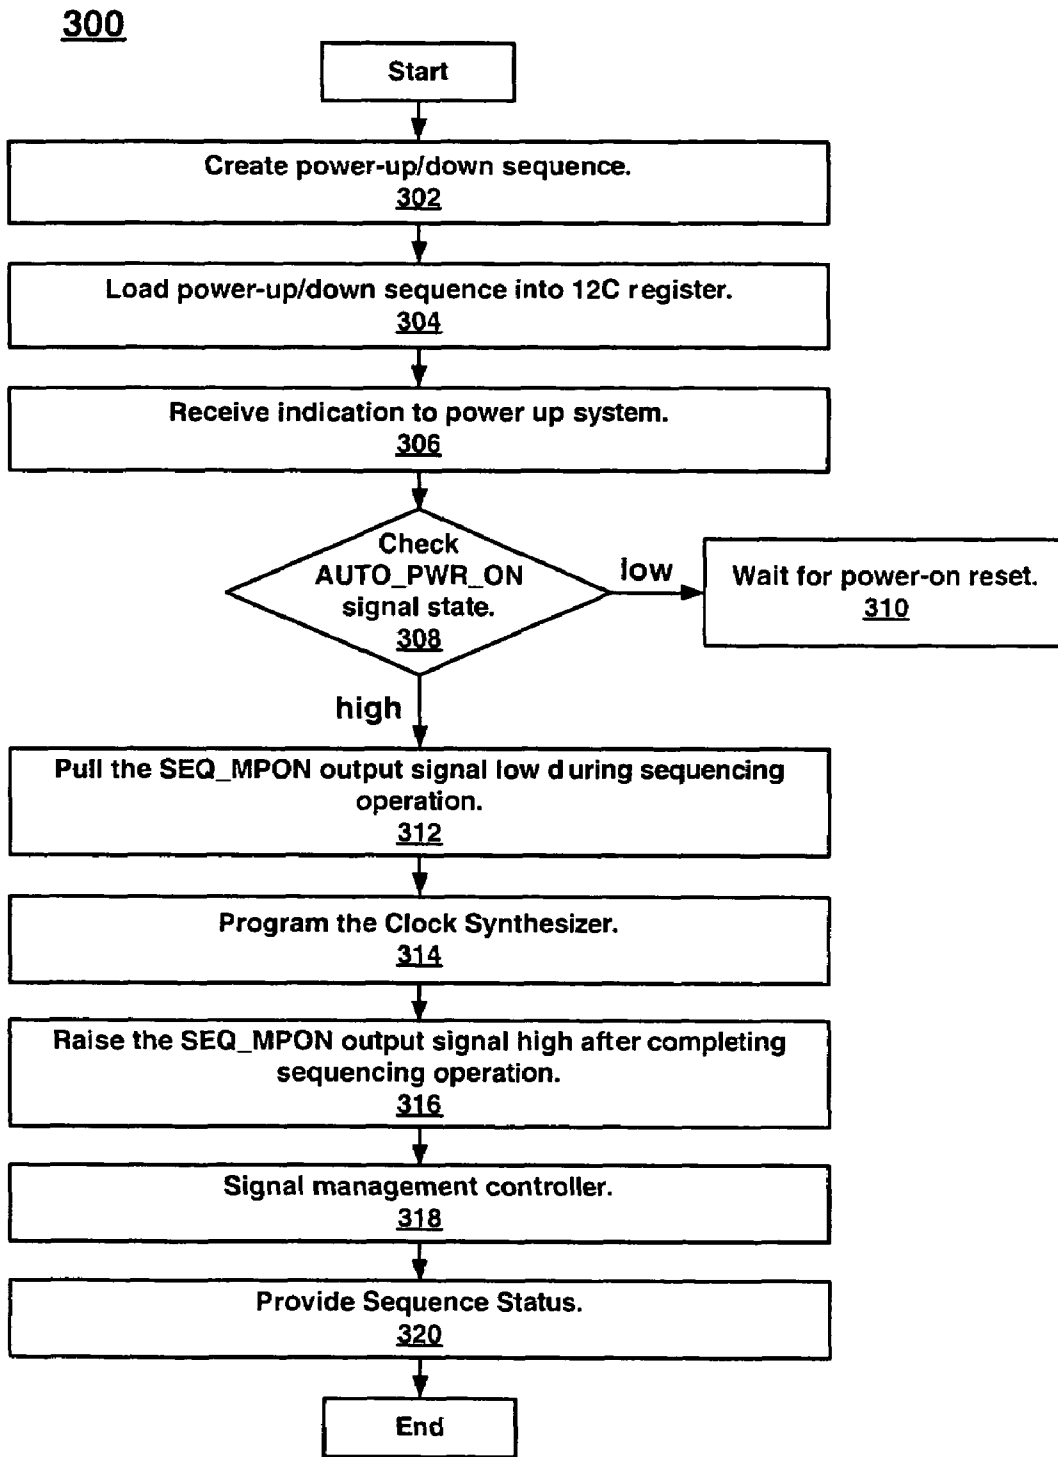 300
Start
Create power-up/down sequence.
302
Load power-up/down sequence into 12C register.
304
Receive indication to power up system.
306
Check
AUTO_PWR_ON
signal state.
308
low
Wait for power-on reset.
310
high
Pull the SEQ_MPON output signal low during sequencing
operation.
312
Program the Clock Synthesizer.
314
Raise the SEQ_MPON output signal high after completing
sequencing operation.
316
Signal management controller.
318
Provide Sequence Status.
320
End